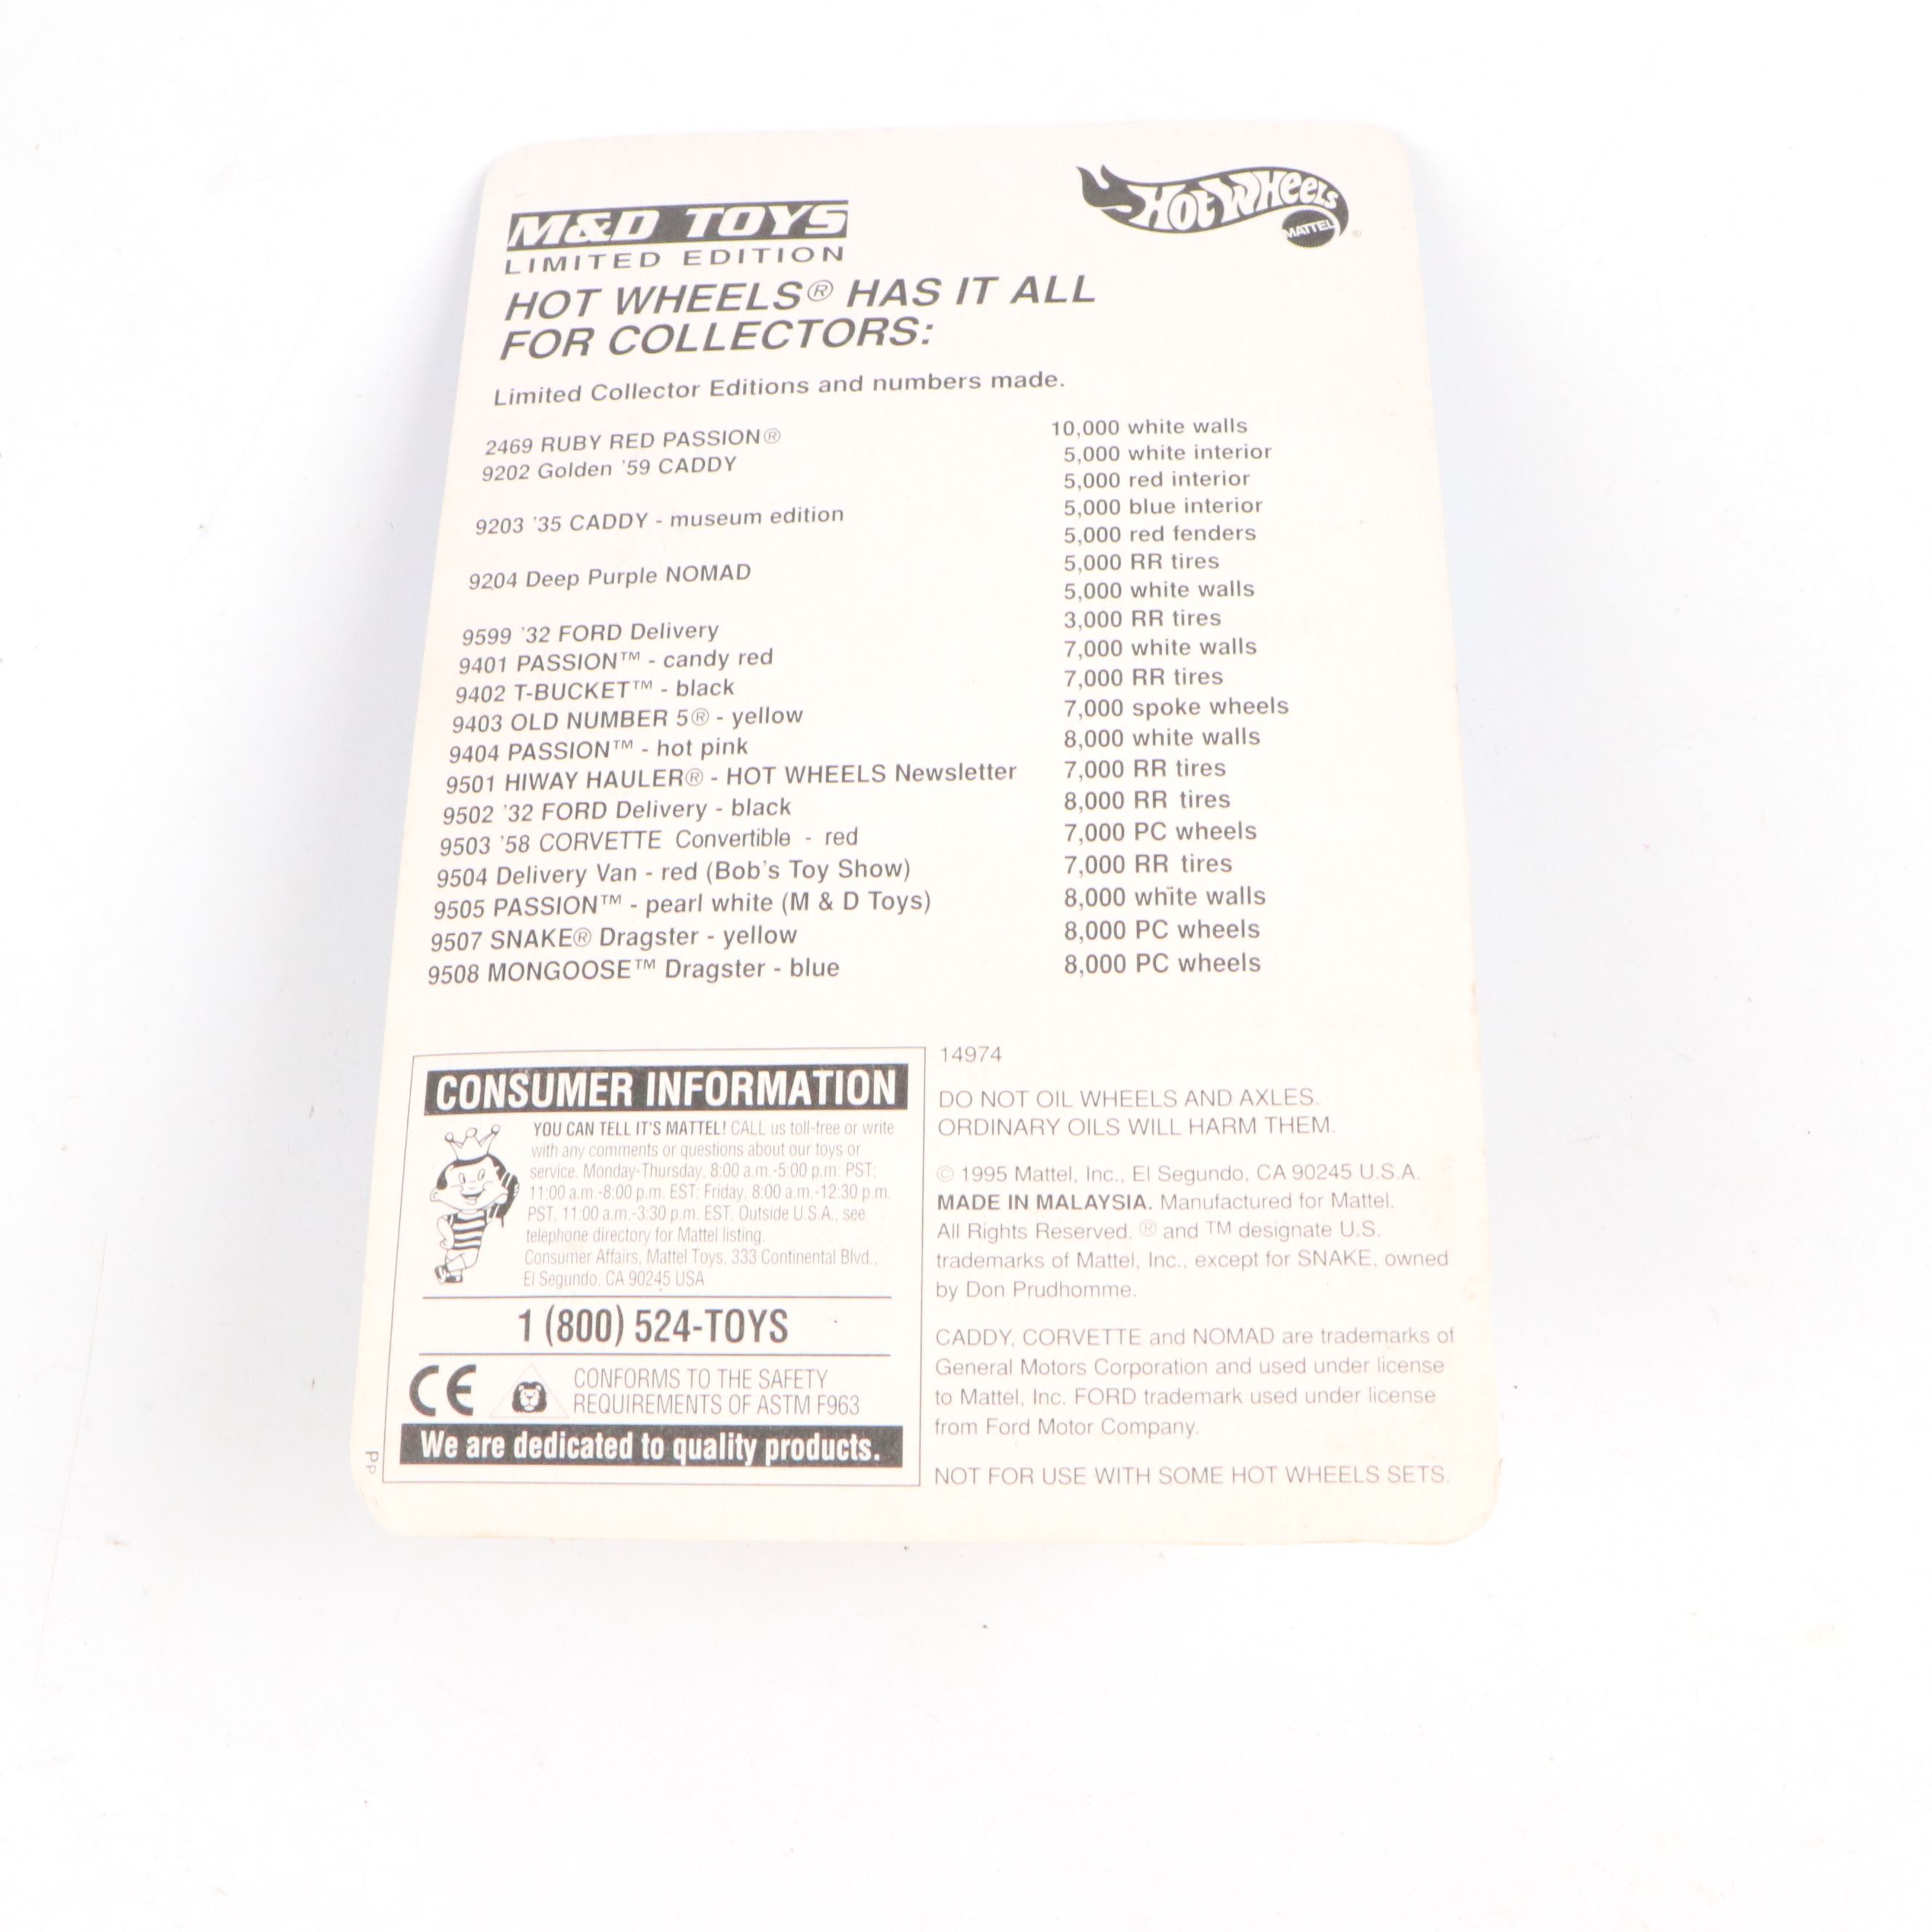 M&D TOYS
LIMITED EDITION
Hot Wheels
MATTEL
HOT WHEELS® HAS IT ALL
FOR COLLECTORS:
Limited Collector Editions and numbers made.
2469 RUBY RED PASSION® 10,000 white walls
9202 Golden '59 CADDY 5,000 white interior
5,000 red interior
9203 '35 CADDY - museum edition 5,000 blue interior
5,000 red fenders
9204 Deep Purple NOMAD 5,000 RR tires
5,000 white walls
9599 '32 FORD Delivery 3,000 RR tires
9401 PASSION™ - candy red 7,000 white walls
9402 T-BUCKET™ - black 7,000 RR tires
9403 OLD NUMBER 5® - yellow 7,000 spoke wheels
9404 PASSION™ - hot pink 8,000 white walls
9501 HIWAY HAULER® - HOT WHEELS Newsletter 7,000 RR tires
9502 '32 FORD Delivery - black 8,000 RR tires
9503 '58 CORVETTE Convertible - red 7,000 PC wheels
9504 Delivery Van - red (Bob's Toy Show) 7,000 RR tires
9505 PASSION™ - pearl white (M & D Toys) 8,000 white walls
9507 SNAKE® Dragster - yellow 8,000 PC wheels
9508 MONGOOSE™ Dragster - blue 8,000 PC wheels
CONSUMER INFORMATION
YOU CAN TELL IT'S MATTEL! CALL us toll-free or write
with any comments or questions about our toys or
service. Monday-Thursday, 8:00 a.m.-5:00 p.m. PST;
11:00 a.m.-8:00 p.m. EST; Friday, 8:00 a.m.-12:30 p.m.
PST, 11:00 a.m.-3:30 p.m. EST. Outside U.S.A., see
telephone directory for Mattel listing.
Consumer Affairs, Mattel Toys, 333 Continental Blvd.,
El Segundo, CA 90245 USA
1 (800) 524-TOYS
CE
CONFORMS TO THE SAFETY
REQUIREMENTS OF ASTM F963
We are dedicated to quality products.
PP
14974
DO NOT OIL WHEELS AND AXLES.
ORDINARY OILS WILL HARM THEM.
© 1995 Mattel, Inc., El Segundo, CA 90245 U.S.A.
MADE IN MALAYSIA. Manufactured for Mattel.
All Rights Reserved. ® and ™ designate U.S.
trademarks of Mattel, Inc., except for SNAKE, owned
by Don Prudhomme.
CADDY, CORVETTE and NOMAD are trademarks of
General Motors Corporation and used under license
to Mattel, Inc. FORD trademark used under license
from Ford Motor Company.
NOT FOR USE WITH SOME HOT WHEELS SETS.